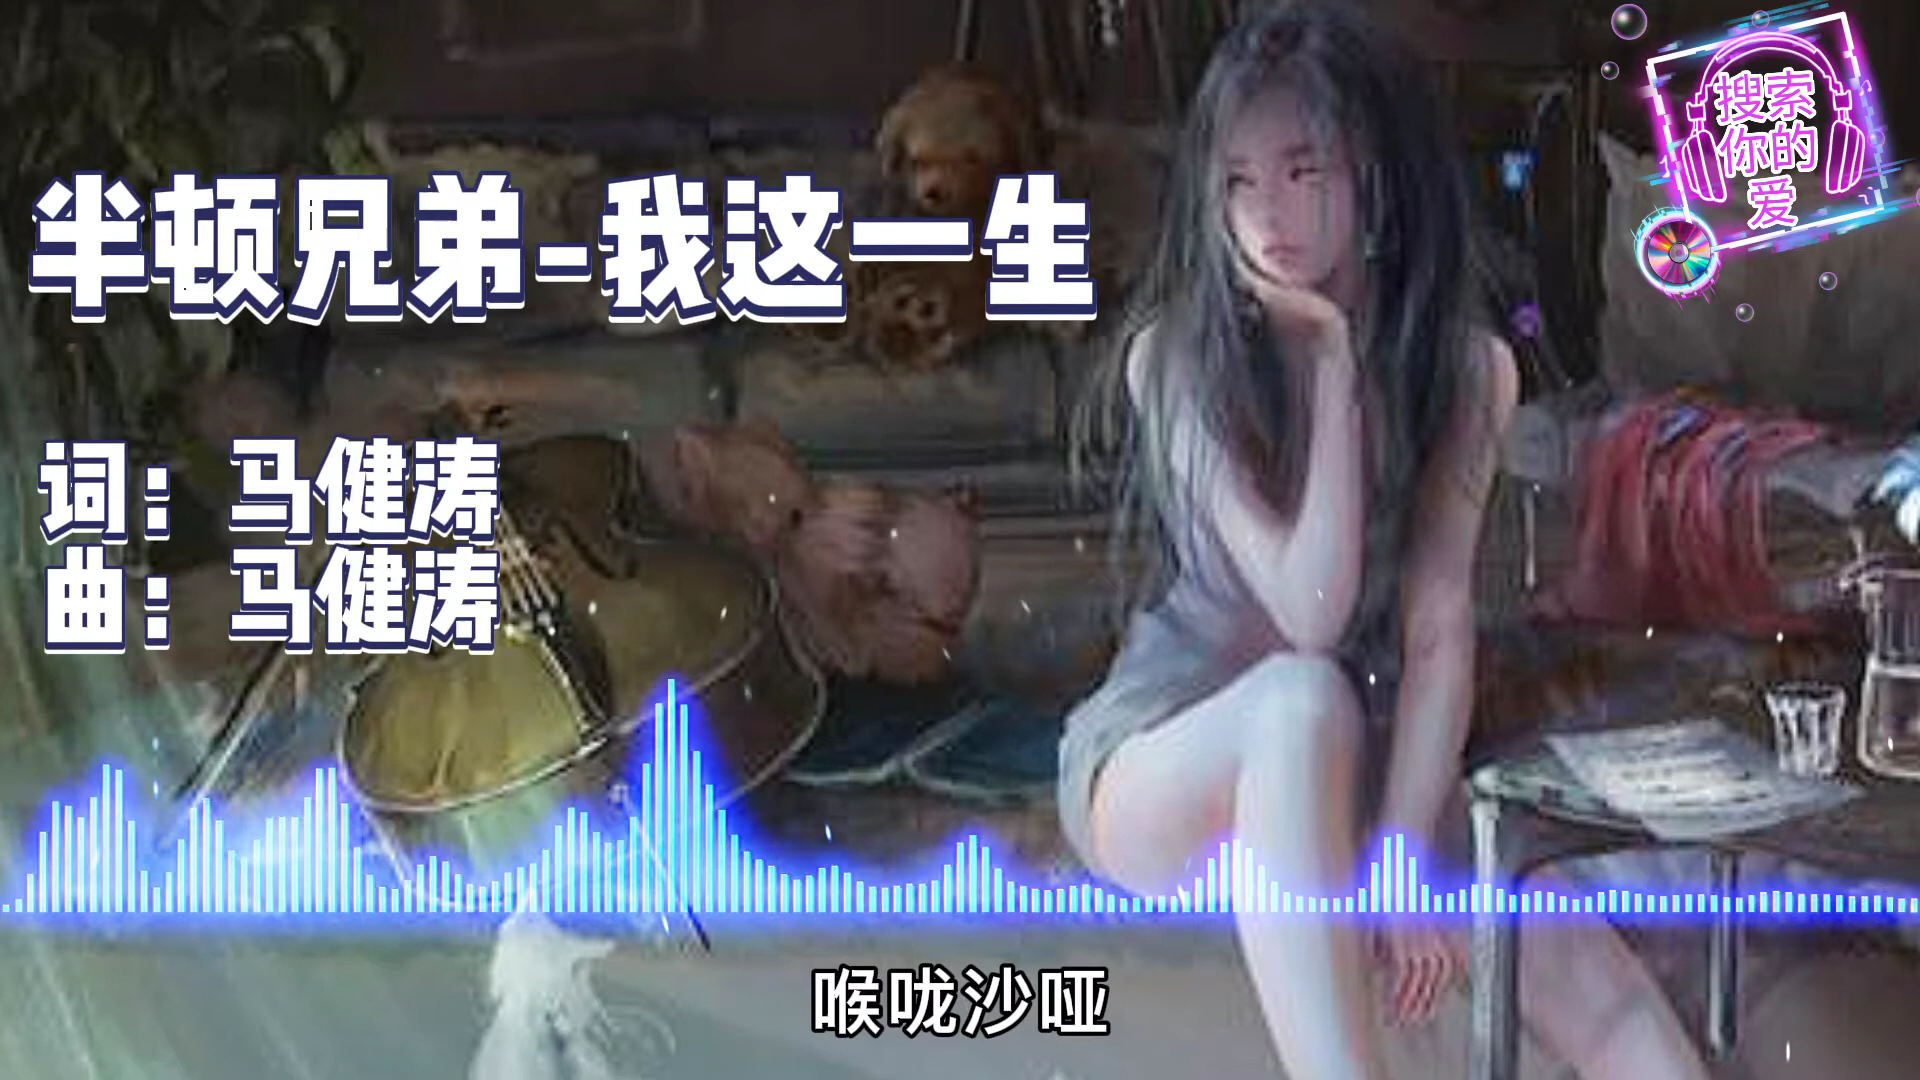 搜索
你的
爱
半顿兄弟-我这一生
词：马健涛
曲：马健涛
喉咙沙哑